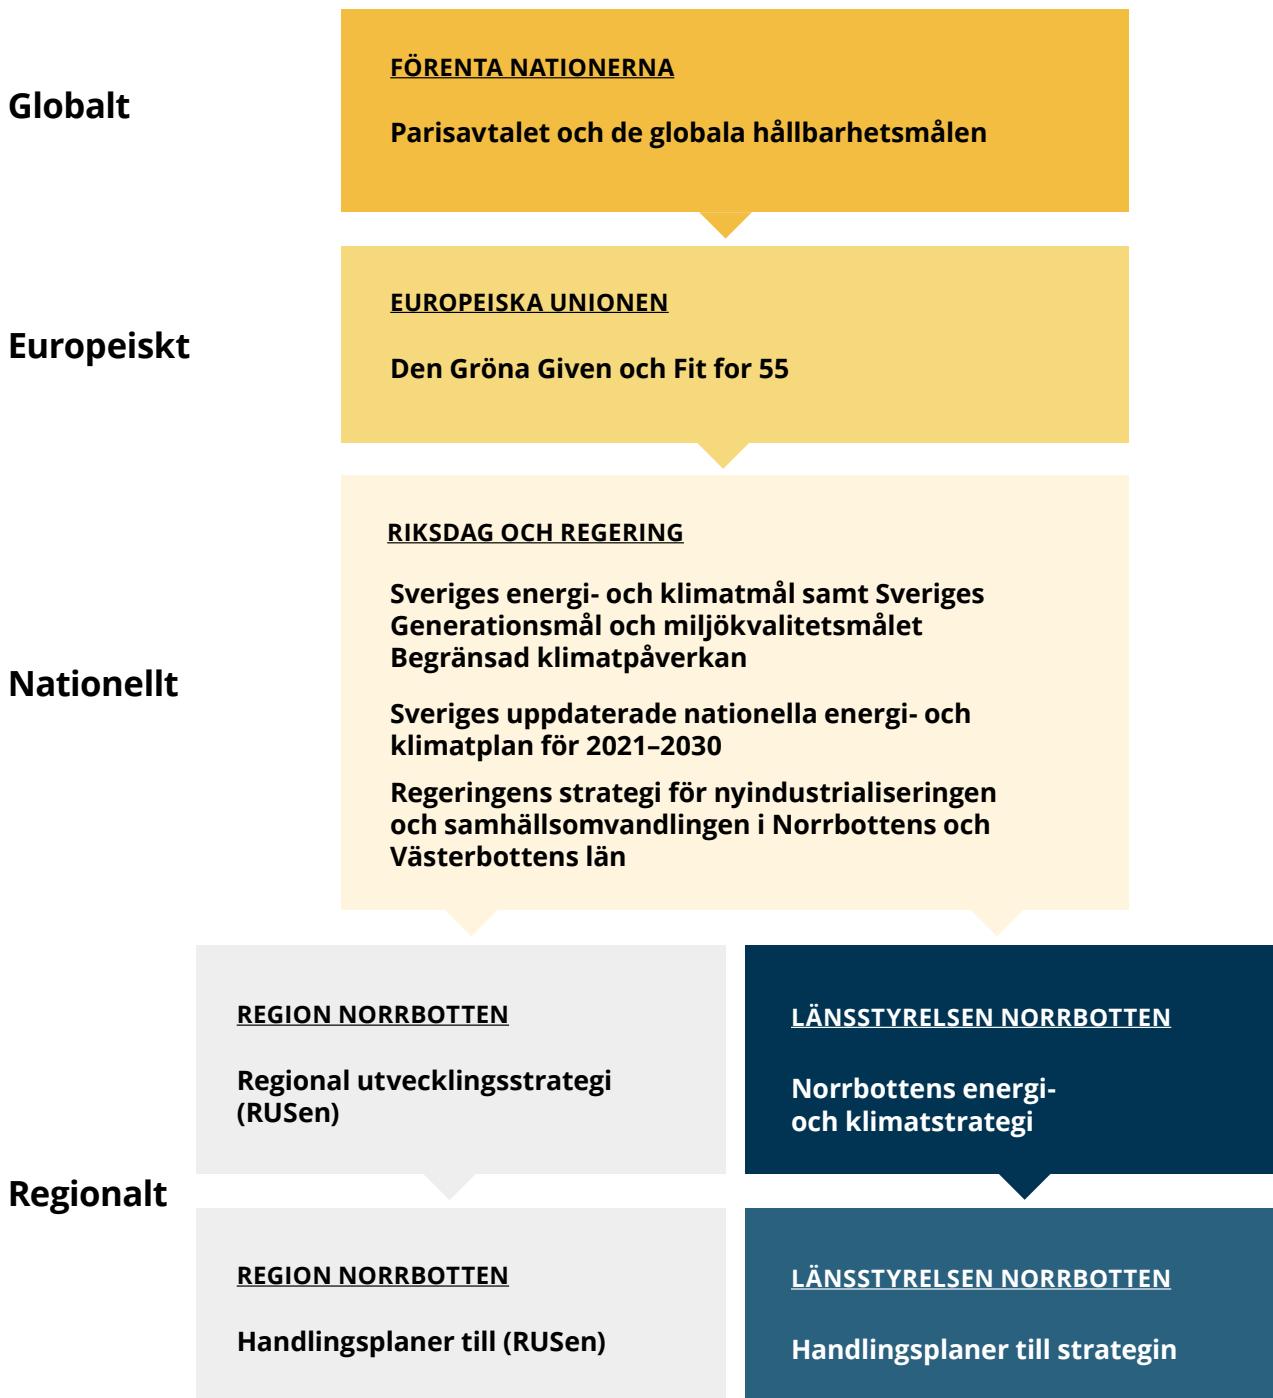 Globalt
FÖRENTA NATIONERNA
Parisavtalet och de globala hållbarhetsmålen
Europeiskt
EUROPEISKA UNIONEN
Den Gröna Given och Fit for 55
Nationellt
RIKSDAG OCH REGERING
Sveriges energi- och klimatmål samt Sveriges
Generationsmål och miljökvalitetsmålet
Begränsad klimatpåverkan
Sveriges uppdaterade nationella energi- och
klimatplan för 2021–2030
Regeringens strategi för nyindustrialiseringen
och samhällsomvandlingen i Norrbottens och
Västerbottens län
Regionalt
REGION NORRBOTTEN
Regional utvecklingsstrategi
(RUSen)
LÄNSSTYRELSEN NORRBOTTEN
Norrbottens energi-
och klimatstrategi
REGION NORRBOTTEN
Handlingsplaner till (RUSen)
LÄNSSTYRELSEN NORRBOTTEN
Handlingsplaner till strategin